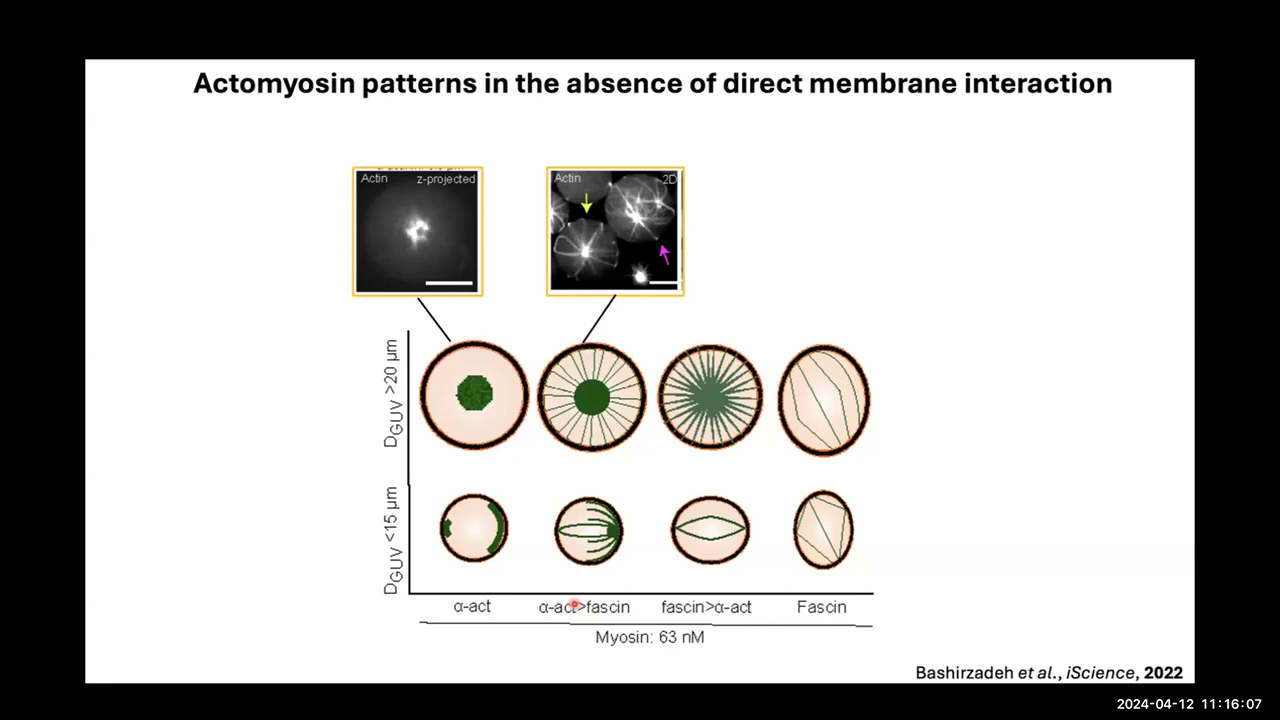 Actomyosin patterns in the absence of direct membrane interaction
Actin z-projected
Actin 2D
D_GUV >20 μm
D_GUV <15 μm
α-act α-act>fascin fascin>α-act Fascin
Myosin: 63 nM
Bashirzadeh et al., iScience, 2022
2024-04-12 11:16:07